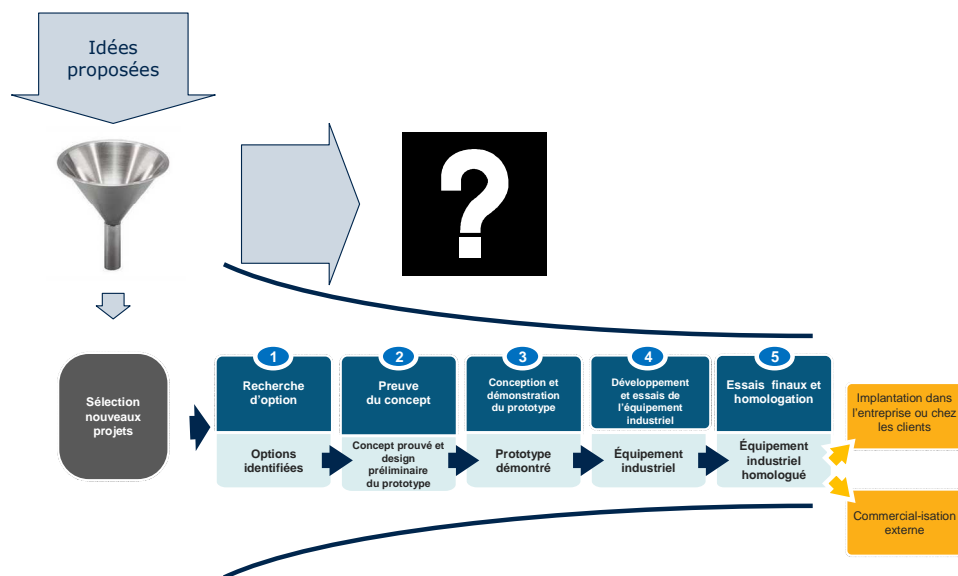 Idées
proposées
?
Sélection
nouveaux
projets
1
Recherche
d'option
Options
identifiées
2
Preuve
du concept
Concept prouvé et
design
préliminaire
du prototype
3
Conception et
démonstration
du prototype
Prototype
démontré
4
Développement
et essais de
l'équipement
industriel
Équipement
industriel
5
Essais finaux et
homologation
Équipement
industriel
homologué
Implantation dans
l'entreprise ou chez
les clients
Commercial-isation
externe